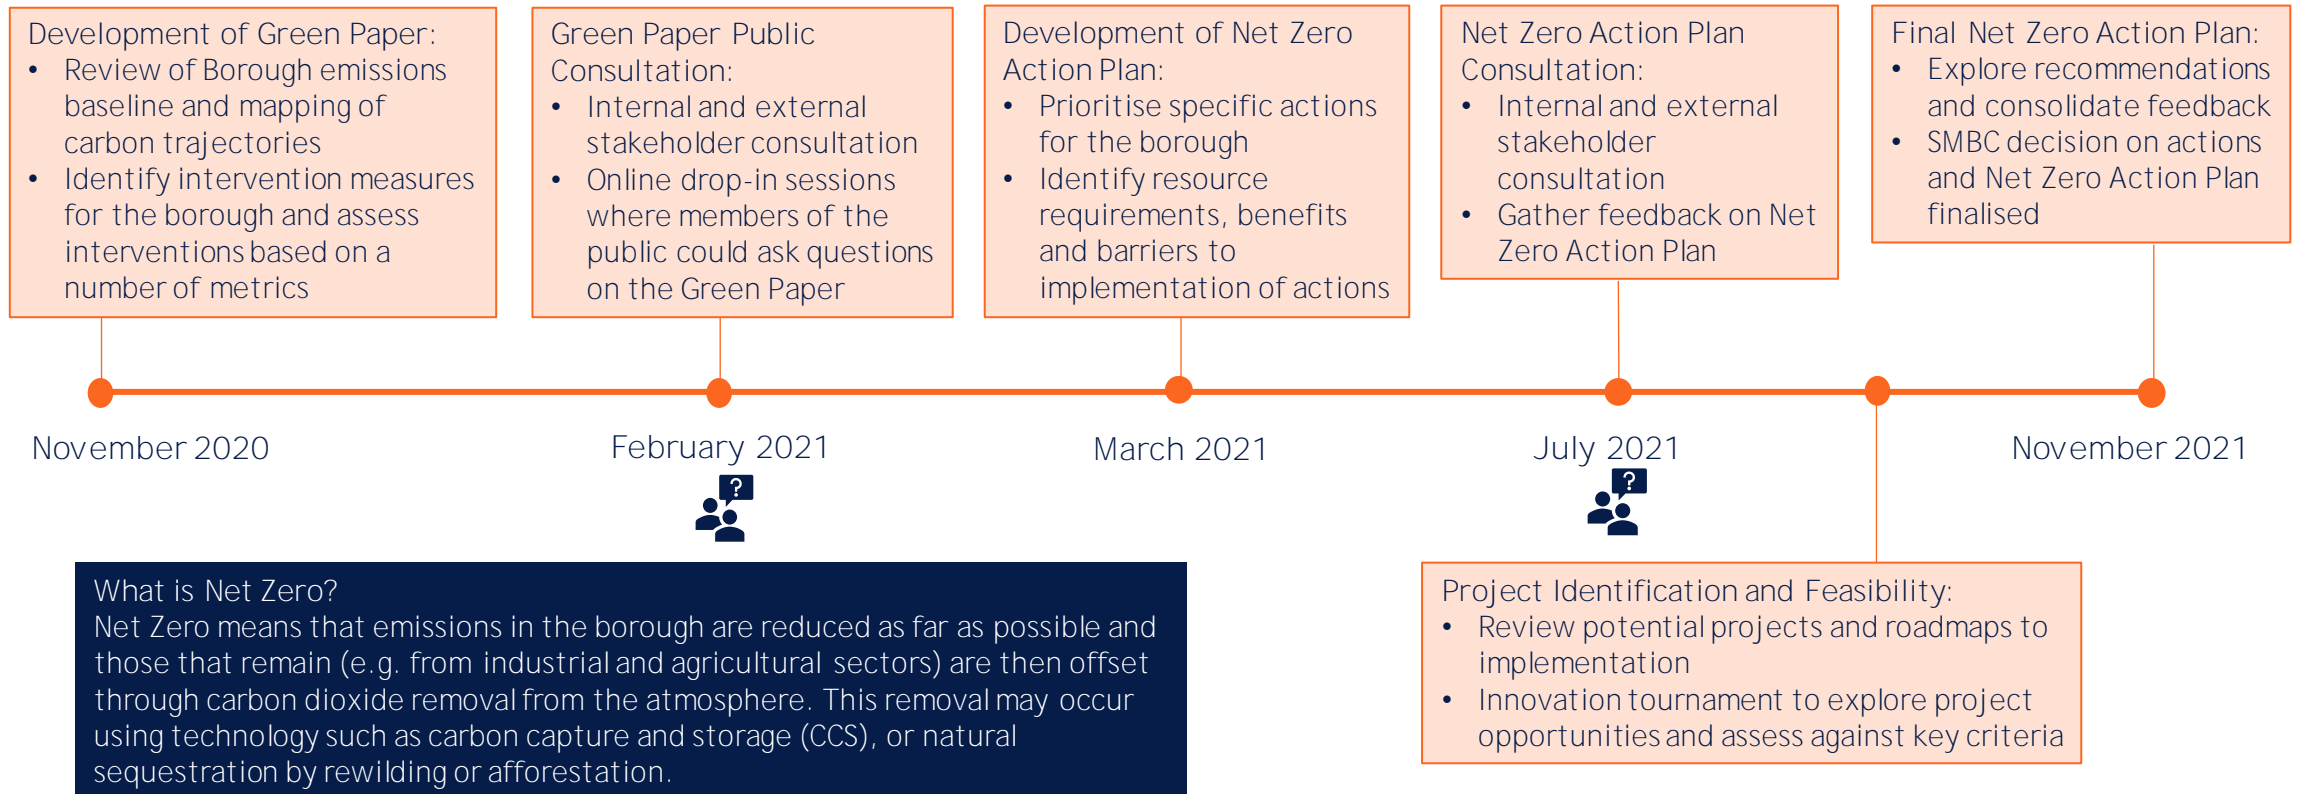 Development of Green Paper:
• Review of Borough emissions
baseline and mapping of
carbon trajectories
• Identify intervention measures
for the borough and assess
interventions based on a
number of metrics
Green Paper Public
Consultation:
• Internal and external
stakeholder consultation
• Online drop-in sessions
where members of the
public could ask questions
on the Green Paper
Development of Net Zero
Action Plan:
• Prioritise specific actions
for the borough
• Identify resource
requirements, benefits
and barriers to
implementation of actions
Net Zero Action Plan
Consultation:
• Internal and external
stakeholder
consultation
• Gather feedback on Net
Zero Action Plan
Final Net Zero Action Plan:
• Explore recommendations
and consolidate feedback
• SMBC decision on actions
and Net Zero Action Plan
finalised
November 2020
February 2021
March 2021
July 2021
November 2021
?
?
What is Net Zero?
Net Zero means that emissions in the borough are reduced as far as possible and
those that remain (e.g. from industrial and agricultural sectors) are then offset
through carbon dioxide removal from the atmosphere. This removal may occur
using technology such as carbon capture and storage (CCS), or natural
sequestration by rewilding or afforestation.
Project Identification and Feasibility:
• Review potential projects and roadmaps to
implementation
• Innovation tournament to explore project
opportunities and assess against key criteria